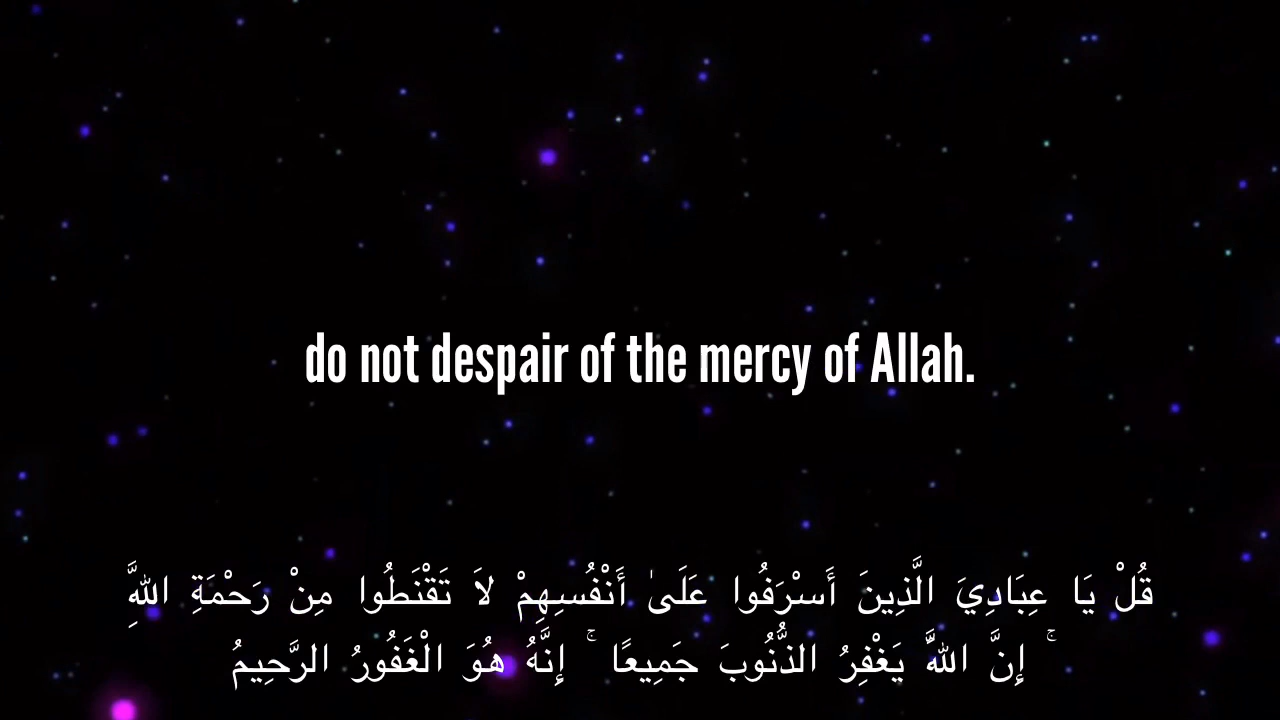 do not despair of the mercy of Allah.
قُلْ يَا عِبَادِيَ الَّذِينَ أَسْرَفُوا عَلَىٰ أَنْفُسِهِمْ لاَ تَقْنَطُوا مِنْ رَحْمَةِ اللَّهِ
ۚ إِنَّ اللَّهَ يَغْفِرُ الذُّنُوبَ جَمِيعًا ۚ إِنَّهُ هُوَ الْغَفُورُ الرَّحِيمُ